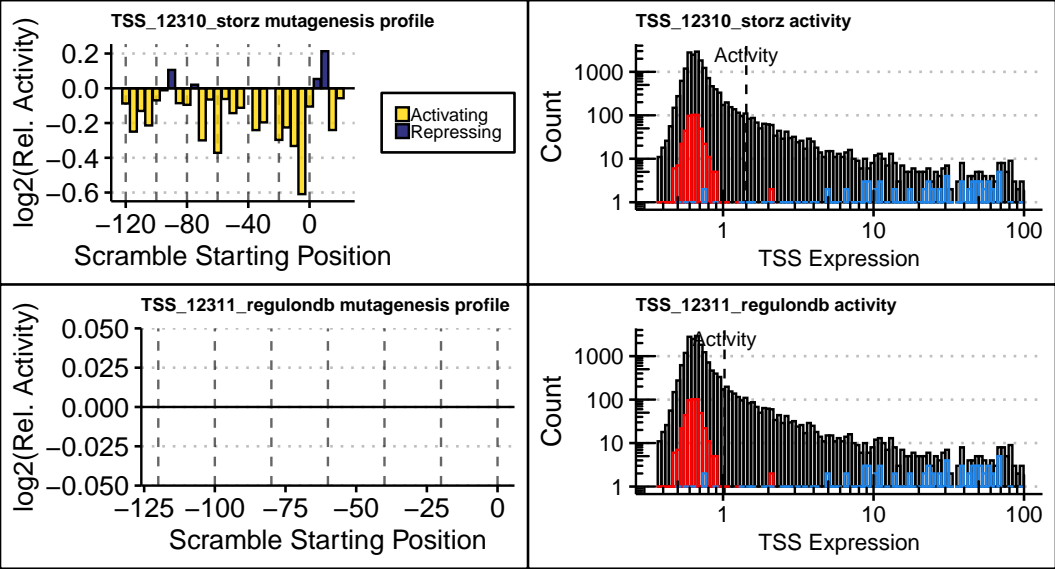 TSS_12310_storz mutagenesis profile
log2(Rel. Activity)
0.2
0.0
−0.2
−0.4
−0.6
−120 −80 −40 0
Scramble Starting Position
Activating
Repressing
TSS_12310_storz activity
Activity
Count
1000
100
10
1
1 10 100
TSS Expression
TSS_12311_regulondb mutagenesis profile
log2(Rel. Activity)
0.050
0.025
0.000
−0.025
−0.050
−125 −100 −75 −50 −25 0
Scramble Starting Position
TSS_12311_regulondb activity
Activity
Count
1000
100
10
1
1 10 100
TSS Expression